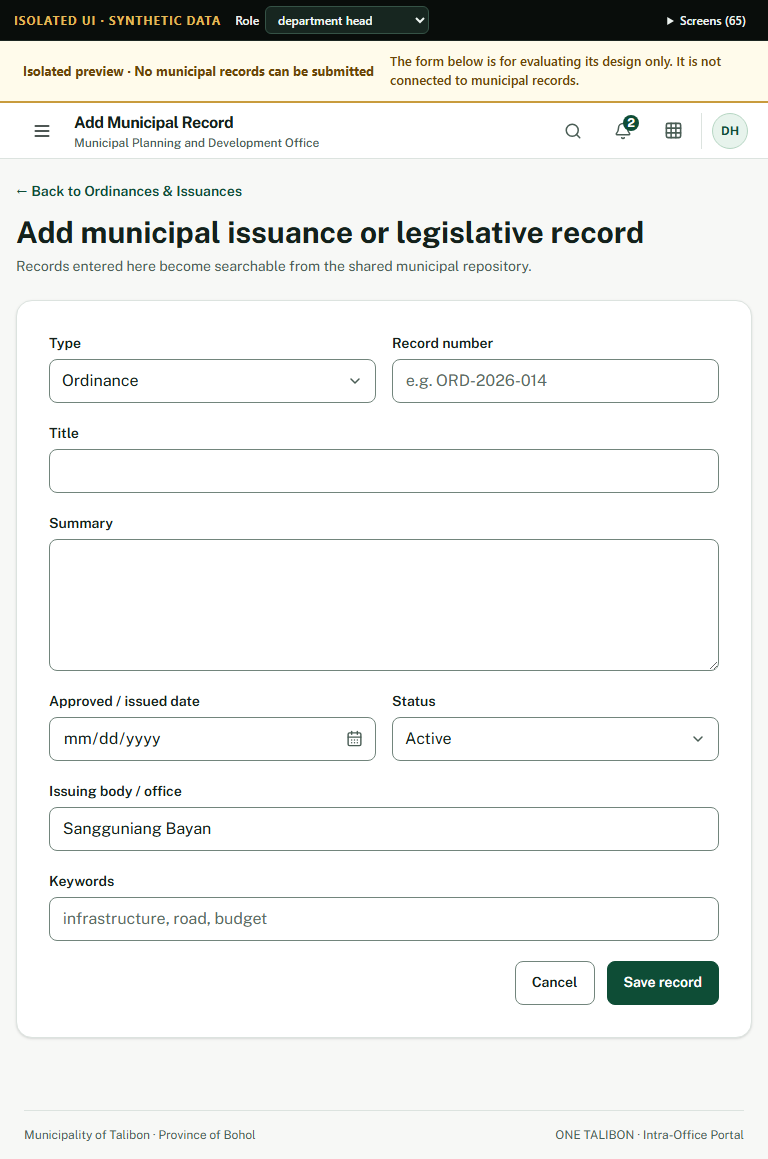 ISOLATED UI · SYNTHETIC DATA Role department head Screens (65)
Isolated preview · No municipal records can be submitted
The form below is for evaluating its design only. It is not
connected to municipal records.
Add Municipal Record
Municipal Planning and Development Office
2
DH
← Back to Ordinances & Issuances
Add municipal issuance or legislative record
Records entered here become searchable from the shared municipal repository.
Type Record number
Ordinance e.g. ORD-2026-014
Title
Summary
Approved / issued date Status
mm/dd/yyyy Active
Issuing body / office
Sangguniang Bayan
Keywords
infrastructure, road, budget
Cancel Save record
Municipality of Talibon · Province of Bohol ONE TALIBON · Intra-Office Portal